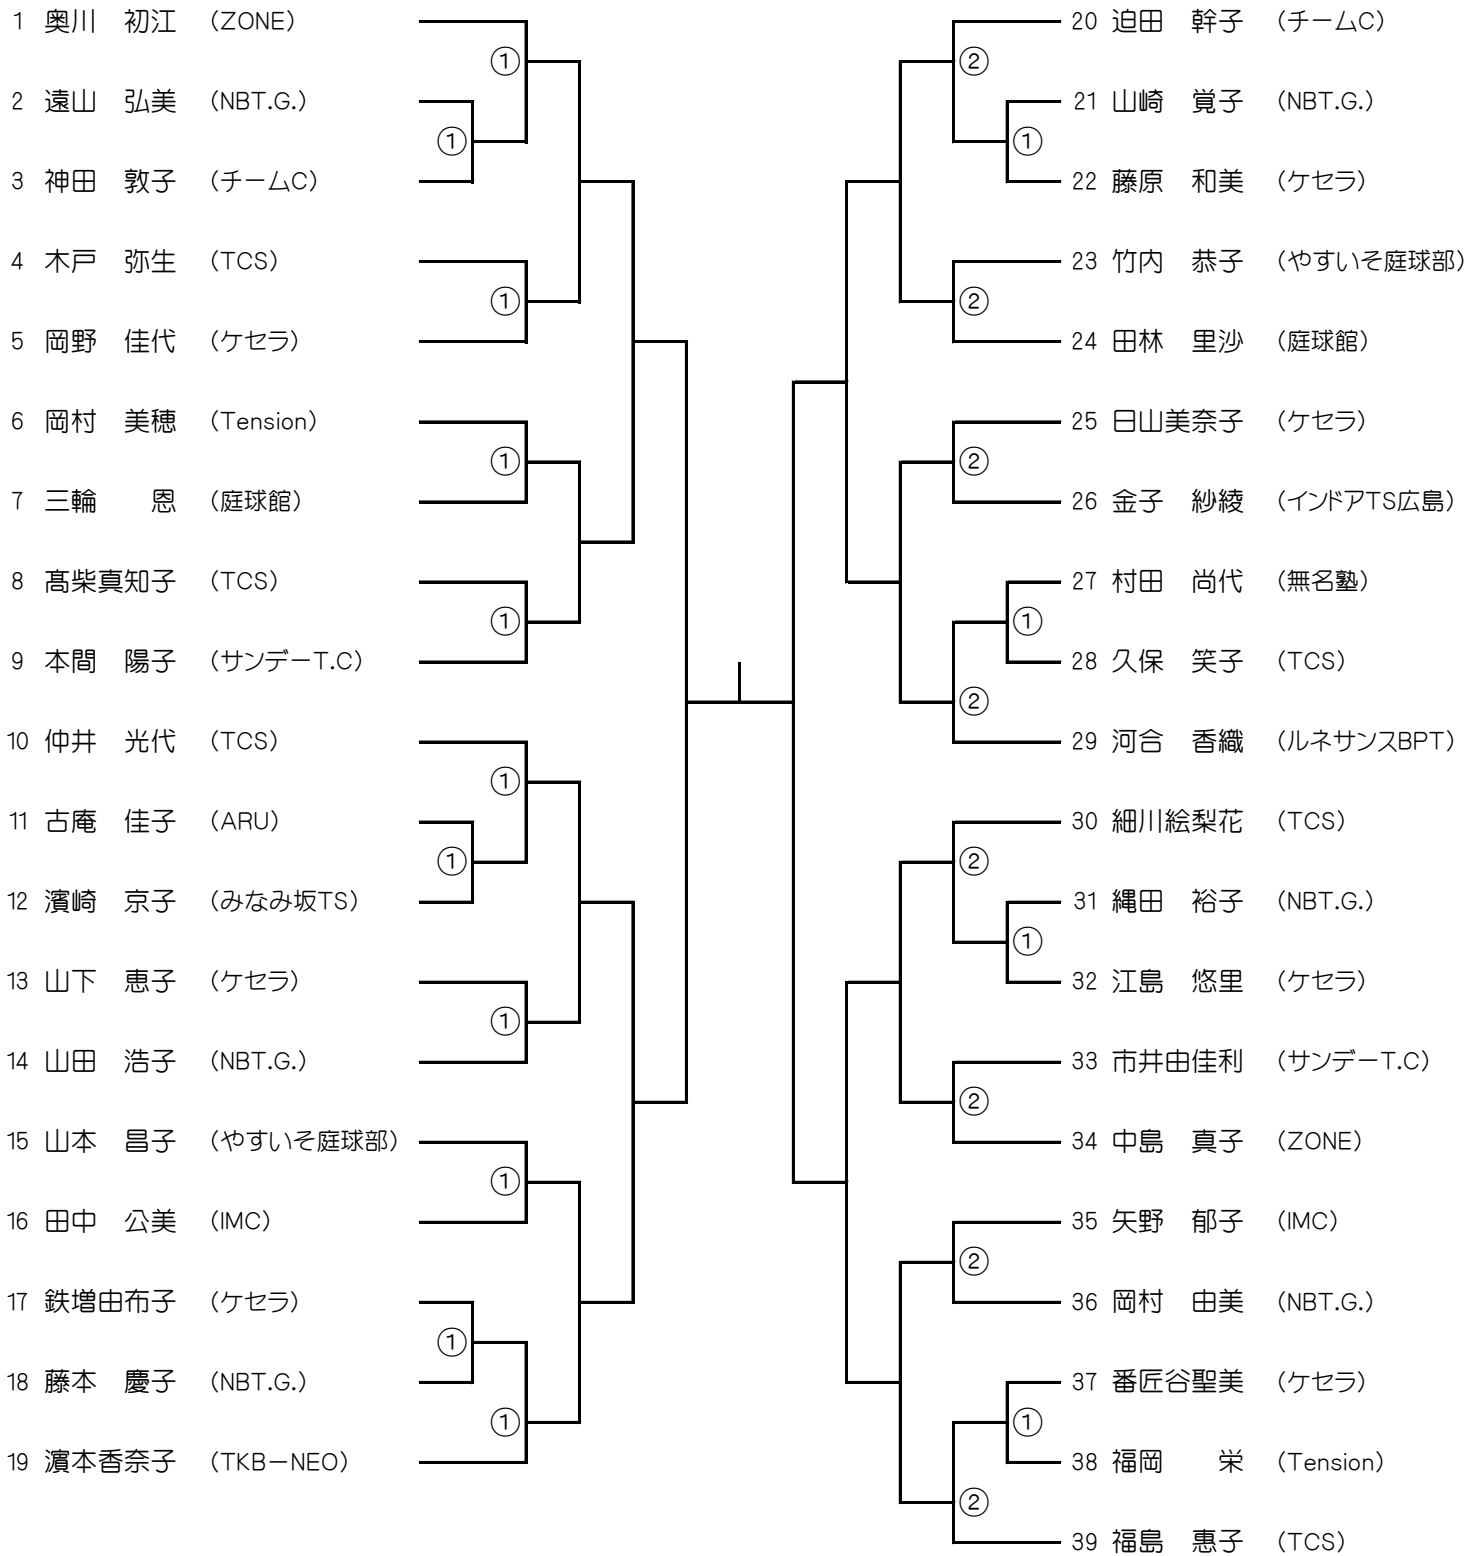 1 奥川 初江 (ZONE)
①
2 遠山 弘美 (NBT.G.)
①
3 神田 敦子 (チームC)
4 木戸 弥生 (TCS)
①
5 岡野 佳代 (ケセラ)
6 岡村 美穂 (Tension)
①
7 三輪 恩 (庭球館)
8 髙柴真知子 (TCS)
①
9 本間 陽子 (サンデーT.C)
10 仲井 光代 (TCS)
①
11 古庵 佳子 (ARU)
①
12 濱崎 京子 (みなみ坂TS)
13 山下 恵子 (ケセラ)
①
14 山田 浩子 (NBT.G.)
15 山本 昌子 (やすいそ庭球部)
①
16 田中 公美 (IMC)
17 鉄増由布子 (ケセラ)
①
18 藤本 慶子 (NBT.G.)
①
19 濱本香奈子 (TKB-NEO)
20 迫田 幹子 (チームC)
②
21 山崎 覚子 (NBT.G.)
①
22 藤原 和美 (ケセラ)
23 竹内 恭子 (やすいそ庭球部)
②
24 田林 里沙 (庭球館)
25 日山美奈子 (ケセラ)
②
26 金子 紗綾 (インドアTS広島)
27 村田 尚代 (無名塾)
①
28 久保 笑子 (TCS)
②
29 河合 香織 (ルネサンスBPT)
30 細川絵梨花 (TCS)
②
31 縄田 裕子 (NBT.G.)
①
32 江島 悠里 (ケセラ)
33 市井由佳利 (サンデーT.C)
②
34 中島 真子 (ZONE)
35 矢野 郁子 (IMC)
②
36 岡村 由美 (NBT.G.)
37 番匠谷聖美 (ケセラ)
①
38 福岡 栄 (Tension)
②
39 福島 惠子 (TCS)